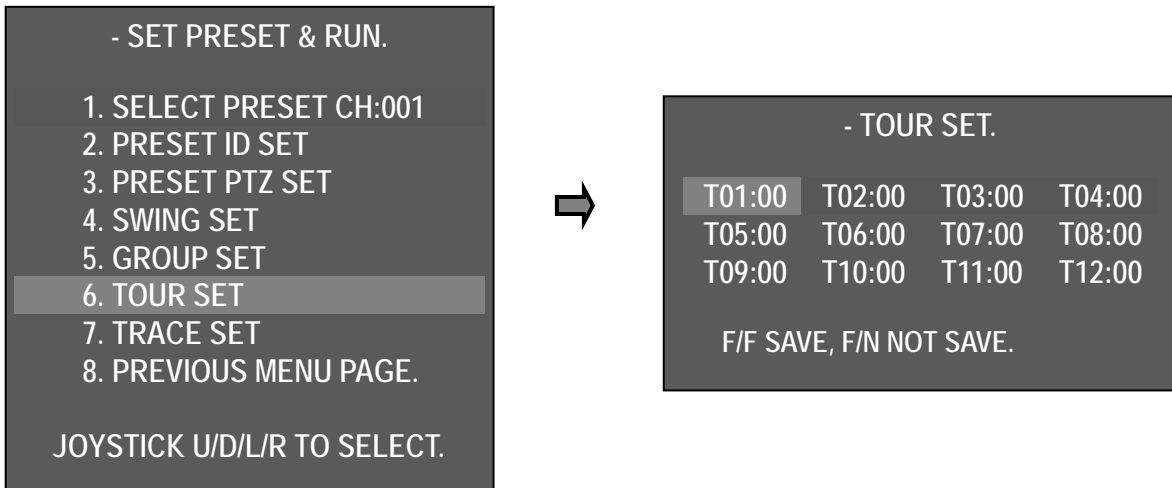 - SET PRESET & RUN.
1. SELECT PRESET CH:001
2. PRESET ID SET
3. PRESET PTZ SET
4. SWING SET
5. GROUP SET
6. TOUR SET
7. TRACE SET
8. PREVIOUS MENU PAGE.
JOYSTICK U/D/L/R TO SELECT.
- TOUR SET.
T01:00 T02:00 T03:00 T04:00
T05:00 T06:00 T07:00 T08:00
T09:00 T10:00 T11:00 T12:00
F/F SAVE, F/N NOT SAVE.